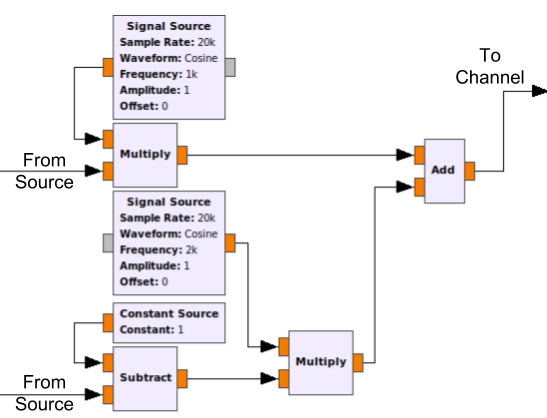 Signal Source
Sample Rate: 20k
Waveform: Cosine
Frequency: 1k
Amplitude: 1
Offset: 0
To
Channel
From
Source
Multiply
Add
Signal Source
Sample Rate: 20k
Waveform: Cosine
Frequency: 2k
Amplitude: 1
Offset: 0
Constant Source
Constant: 1
Multiply
From
Source
Subtract